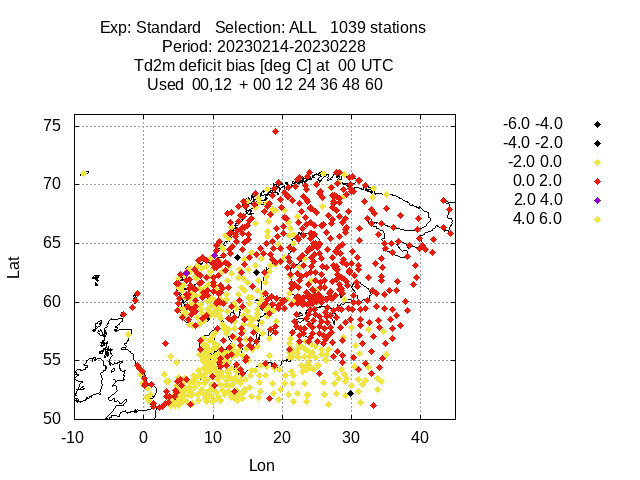 Exp: Standard   Selection: ALL   1039 stations
Period: 20230214-20230228
Td2m deficit bias [deg C] at  00 UTC
Used  00,12  + 00 12 24 36 48 60
-6.0 -4.0
-4.0 -2.0
-2.0 0.0
0.0 2.0
2.0 4.0
4.0 6.0
75
70
65
60
55
50
Lat
-10 0 10 20 30 40
Lon